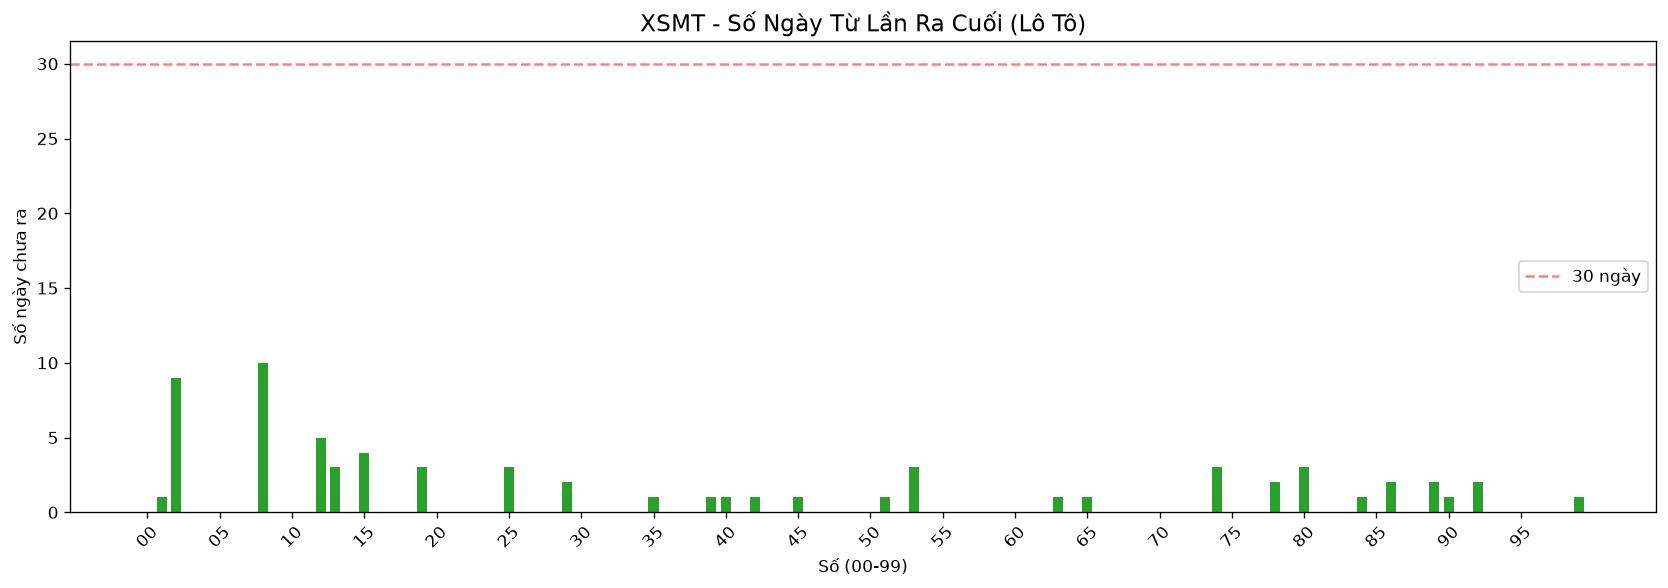 XSMT - Số Ngày Từ Lần Ra Cuối (Lô Tô)
Số ngày chưa ra
30
25
20
15
10
5
0
30 ngày
00 05 10 15 20 25 30 35 40 45 50 55 60 65 70 75 80 85 90 95
Số (00-99)